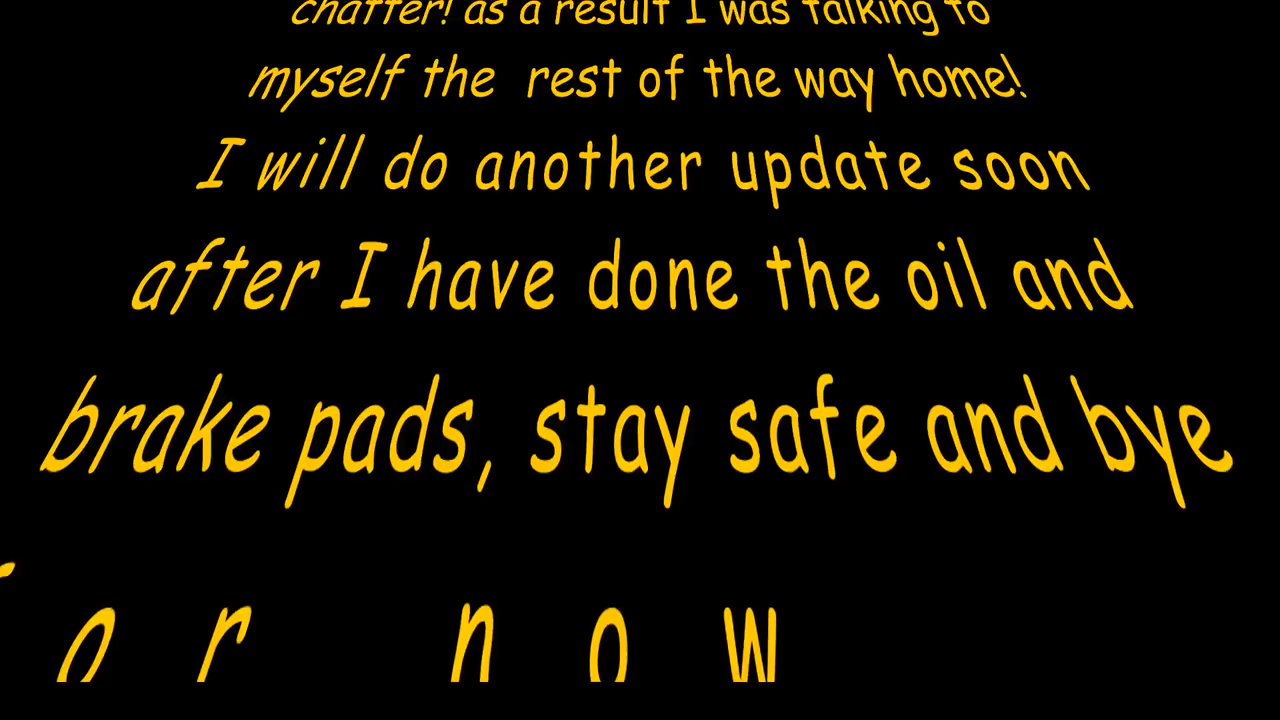 chatter! as a result I was talking to
myself the rest of the way home!
I will do another update soon
after I have done the oil and
brake pads, stay safe and bye
for now